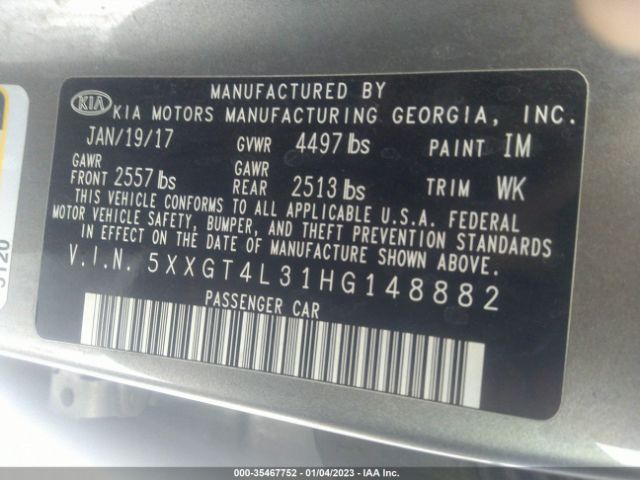 MANUFACTURED BY
KIA KIA MOTORS MANUFACTURING GEORGIA, INC.
JAN/19/17 GVWR 4497 lbs PAINT IM
GAWR FRONT 2557 lbs GAWR REAR 2513 lbs TRIM WK
THIS VEHICLE CONFORMS TO ALL APPLICABLE U.S.A. FEDERAL
MOTOR VEHICLE SAFETY, BUMPER, AND THEFT PREVENTION STANDARDS
IN EFFECT ON THE DATE OF MANUFACTURE SHOWN ABOVE.
V.I.N. 5XXGT4L31HG148882
PASSENGER CAR
000-35467752 - 01/04/2023 - IAA Inc.